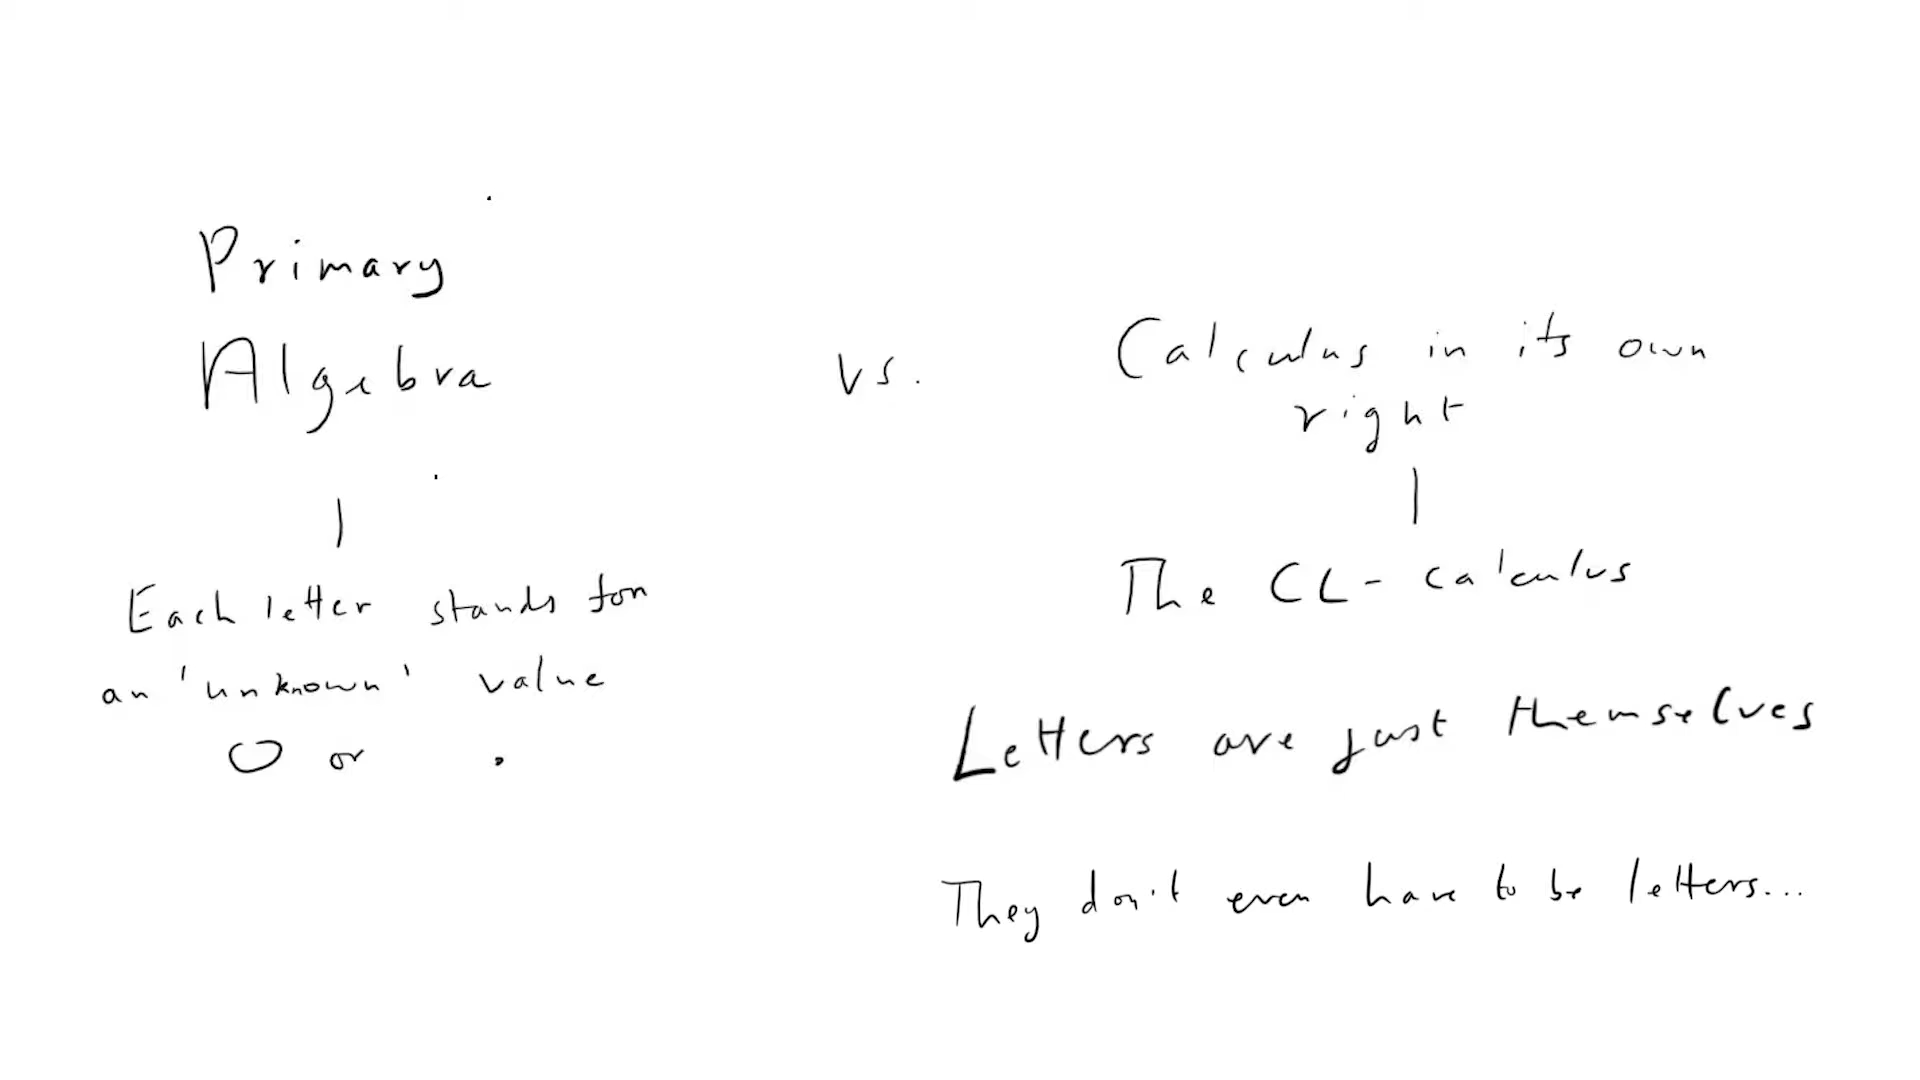 Primary
Algebra
vs.
Calculus in its own
right
Each letter stands for
an 'unknown' value
O or .
The CL-calculus
Letters are just themselves
They don't even have to be letters...